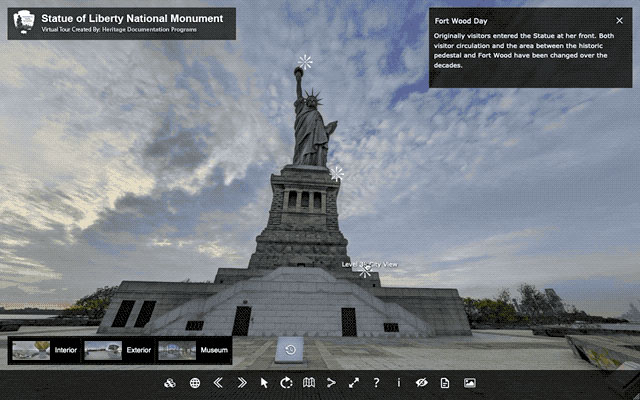 Statue of Liberty National Monument
Virtual Tour Created By: Heritage Documentation Programs
Fort Wood Day
Originally visitors entered the Statue at her front. Both
visitor circulation and the area between the historic
pedestal and Fort Wood have been changed over the
decades.
City View
Interior
Exterior
Museum